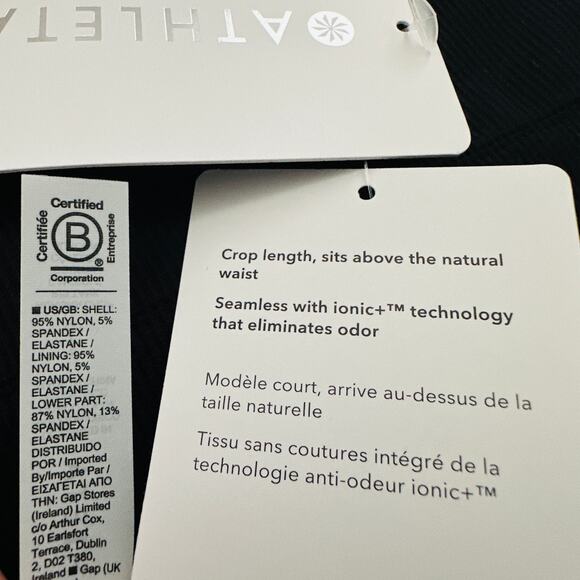 ATHLETA
Certified
Certifiée
B
®
Entreprise
Corporation
■ US/GB: SHELL:
95% NYLON, 5%
SPANDEX /
ELASTANE /
LINING: 95%
NYLON, 5%
SPANDEX /
ELASTANE /
LOWER PART:
87% NYLON, 13%
SPANDEX /
ELASTANE
DISTRIBUIDO
POR / Imported
By/Importe Par /
ΕΙΣΑΓΕΤΑΙ ΑΠΟ
ΤΗΝ: Gap Stores
(Ireland) Limited
c/o Arthur Cox,
10 Earlsfort
Terrace, Dublin
2, D02 T380,
Ireland ■ Gap (UK
Crop length, sits above the natural
waist
Seamless with ionic+™ technology
that eliminates odor
Modèle court, arrive au-dessus de la
taille naturelle
Tissu sans coutures intégré de la
technologie anti-odeur ionic+™